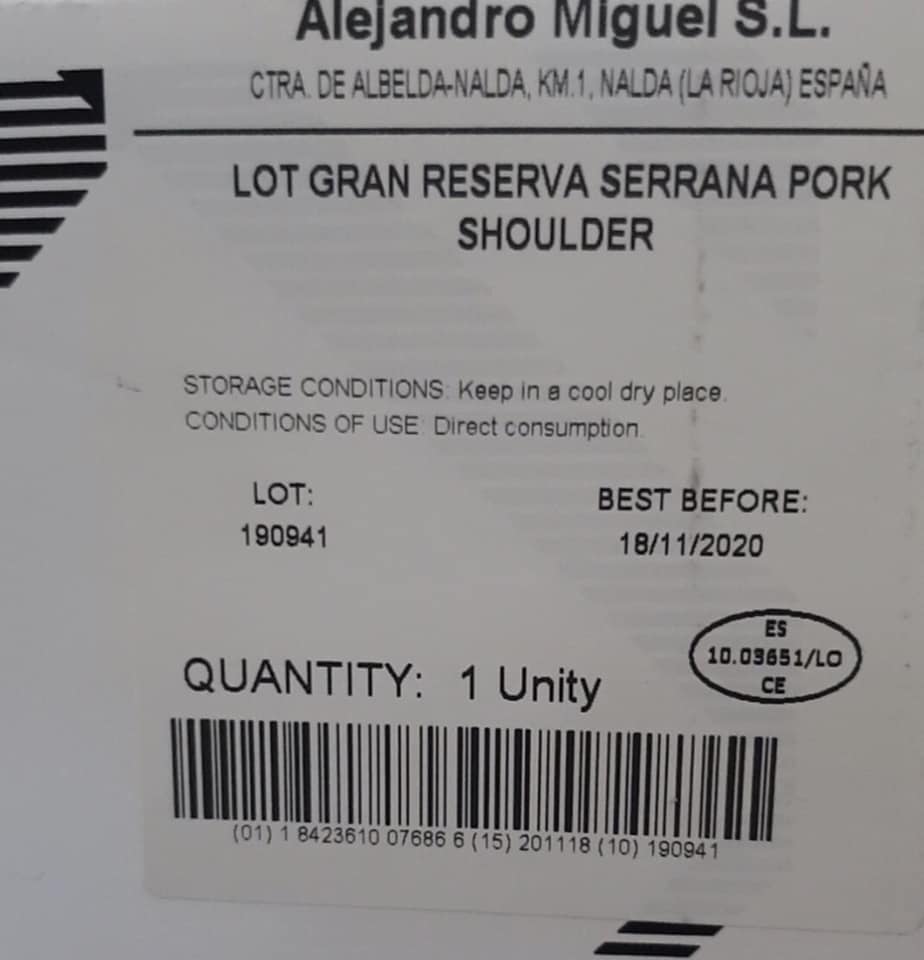 Alejandro Miguel S.L.
CTRA. DE ALBELDA-NALDA, KM.1, NALDA (LA RIOJA) ESPAÑA
LOT GRAN RESERVA SERRANA PORK
SHOULDER
STORAGE CONDITIONS: Keep in a cool dry place.
CONDITIONS OF USE: Direct consumption.
LOT:
190941
BEST BEFORE:
18/11/2020
QUANTITY: 1 Unity
ES
10.03651/LO
CE
(01) 1 8423610 07686 6 (15) 201118 (10) 190941